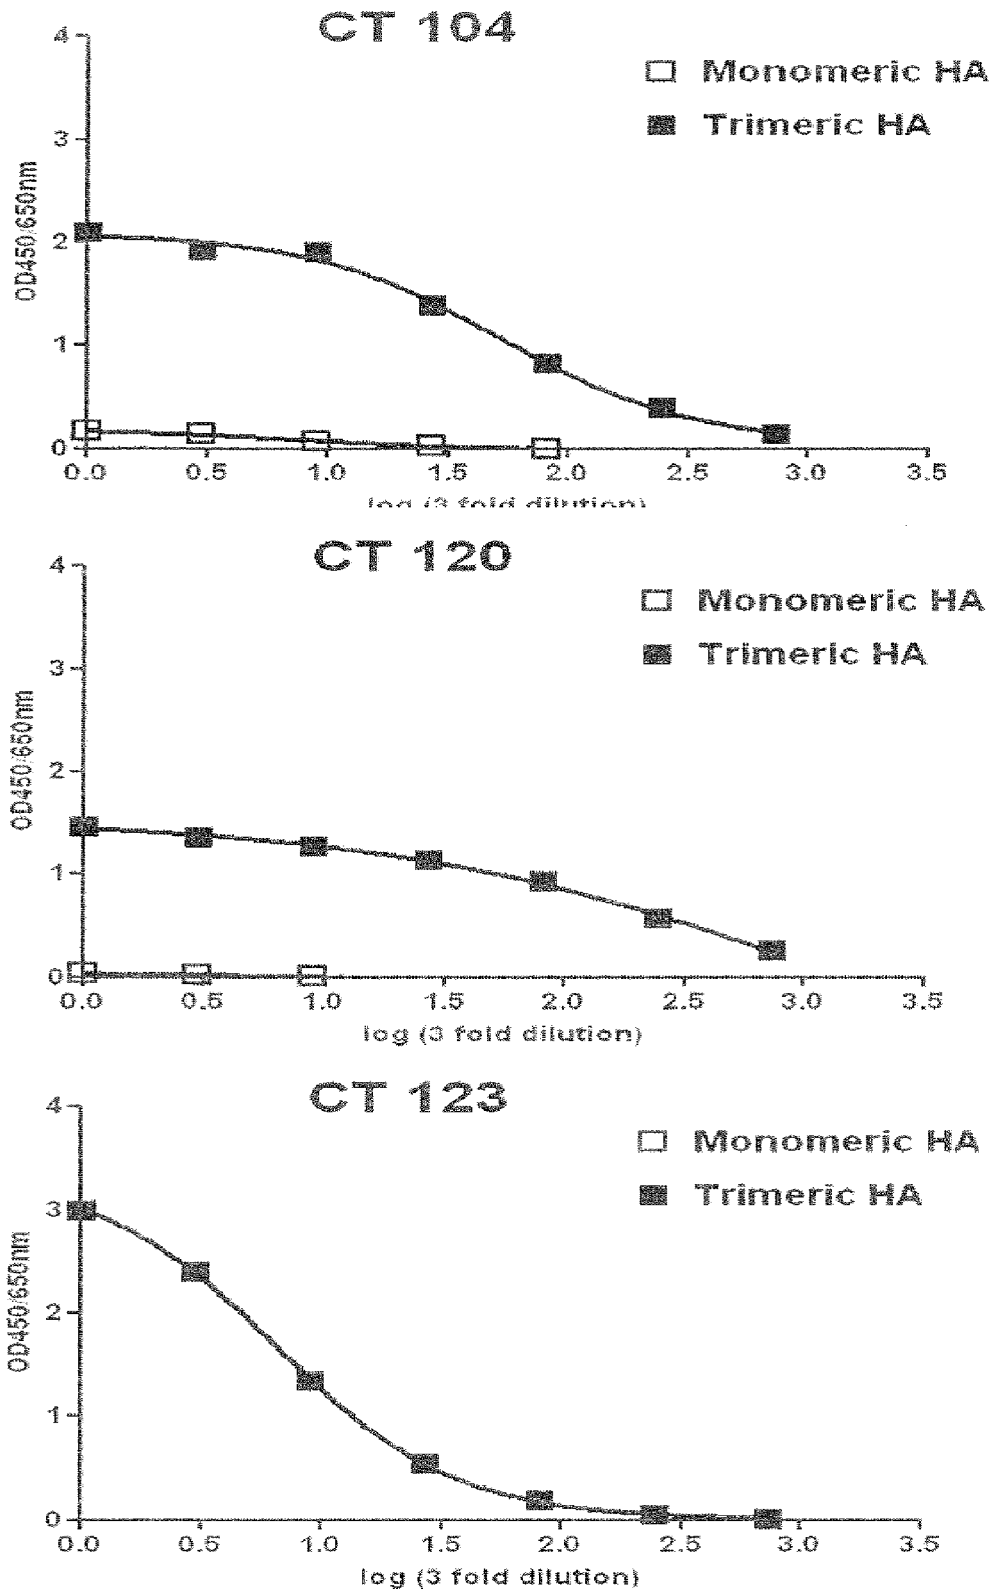 CT 104
4
Monomeric HA
Trimeric HA
3
OD450/650nm
2
1
0
0.0 0.5 1.0 1.5 2.0 2.5 3.0 3.5
log (3 fold dilution)
CT 120
4
Monomeric HA
Trimeric HA
3
OD450/650nm
2
1
0
0.0 0.5 1.0 1.5 2.0 2.5 3.0 3.5
log (3 fold dilution)
CT 123
4
Monomeric HA
Trimeric HA
3
OD450/650nm
2
1
0
0.0 0.5 1.0 1.5 2.0 2.5 3.0 3.5
log (3 fold dilution)